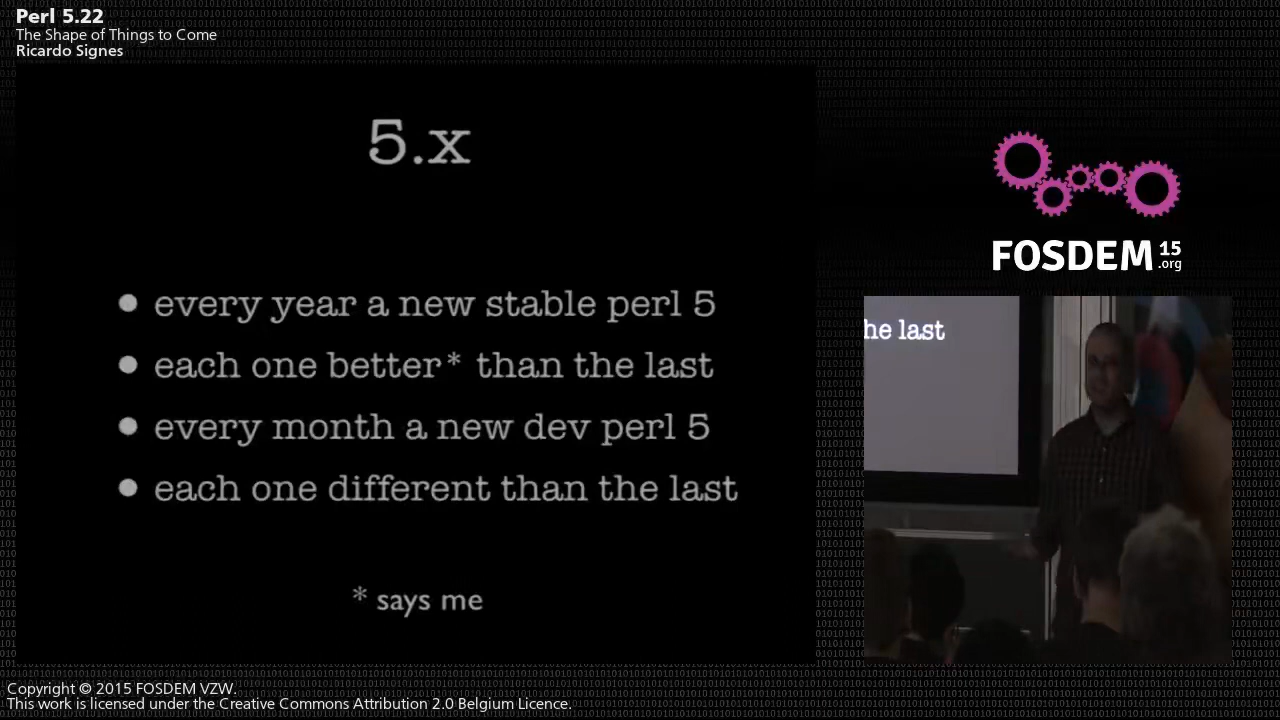 Perl 5.22
The Shape of Things to Come
Ricardo Signes
5.x
• every year a new stable perl 5
• each one better* than the last
• every month a new dev perl 5
• each one different than the last
* says me
FOSDEM 15
.org
he last
Copyright © 2015 FOSDEM VZW.
This work is licensed under the Creative Commons Attribution 2.0 Belgium Licence.